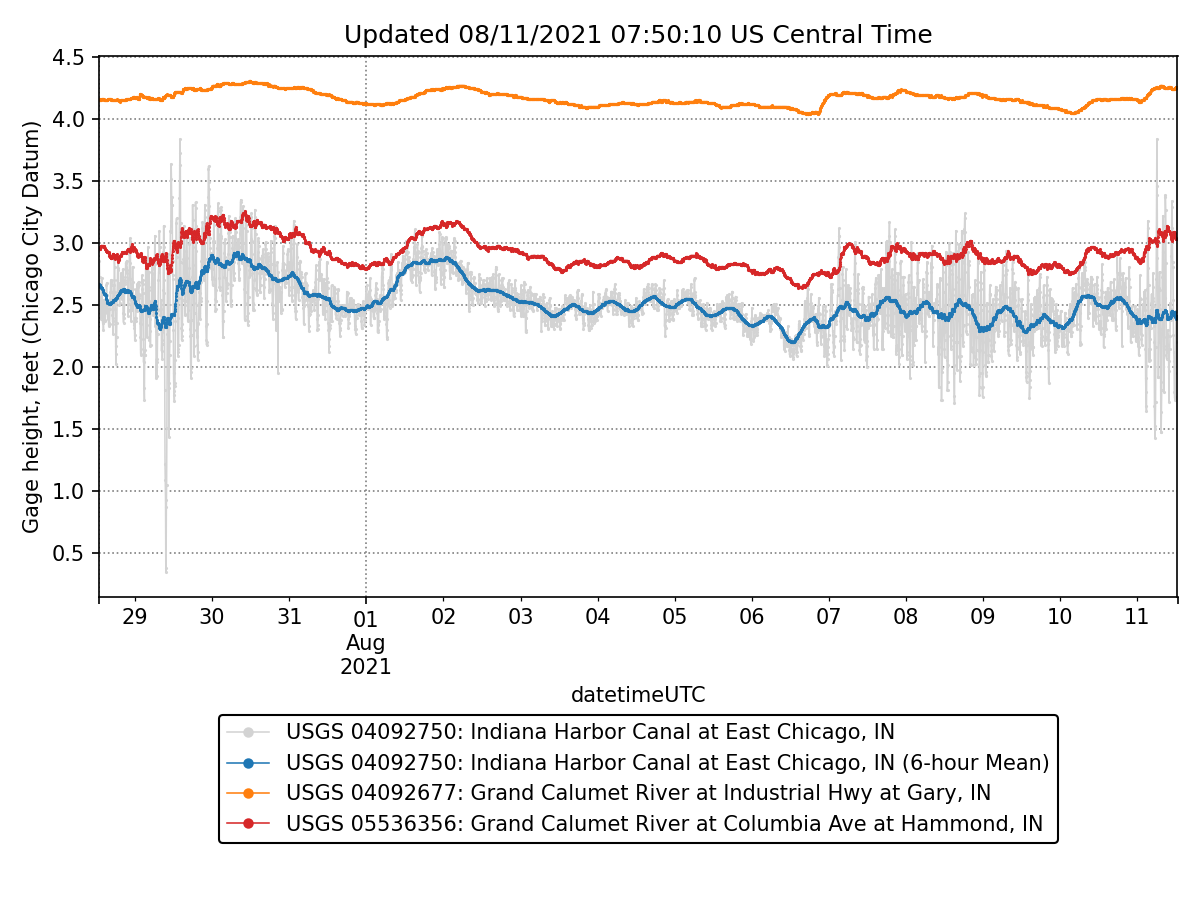 Updated 08/11/2021 07:50:10 US Central Time
Gage height, feet (Chicago City Datum)
4.5
4.0
3.5
3.0
2.5
2.0
1.5
1.0
0.5
29 30 31 01 02 03 04 05 06 07 08 09 10 11
Aug
2021
datetimeUTC
USGS 04092750: Indiana Harbor Canal at East Chicago, IN
USGS 04092750: Indiana Harbor Canal at East Chicago, IN (6-hour Mean)
USGS 04092677: Grand Calumet River at Industrial Hwy at Gary, IN
USGS 05536356: Grand Calumet River at Columbia Ave at Hammond, IN